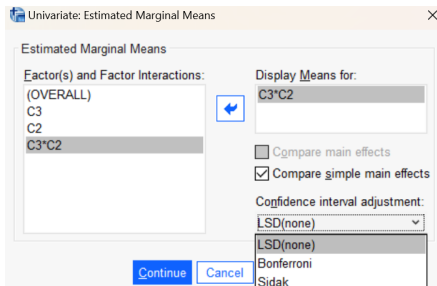 Univariate: Estimated Marginal Means
Estimated Marginal Means
Factor(s) and Factor Interactions:
(OVERALL)
C3
C2
C3*C2
Display Means for:
C3*C2
Compare main effects
Compare simple main effects
Confidence interval adjustment:
LSD(none)
LSD(none)
Bonferroni
Sidak
Continue
Cancel